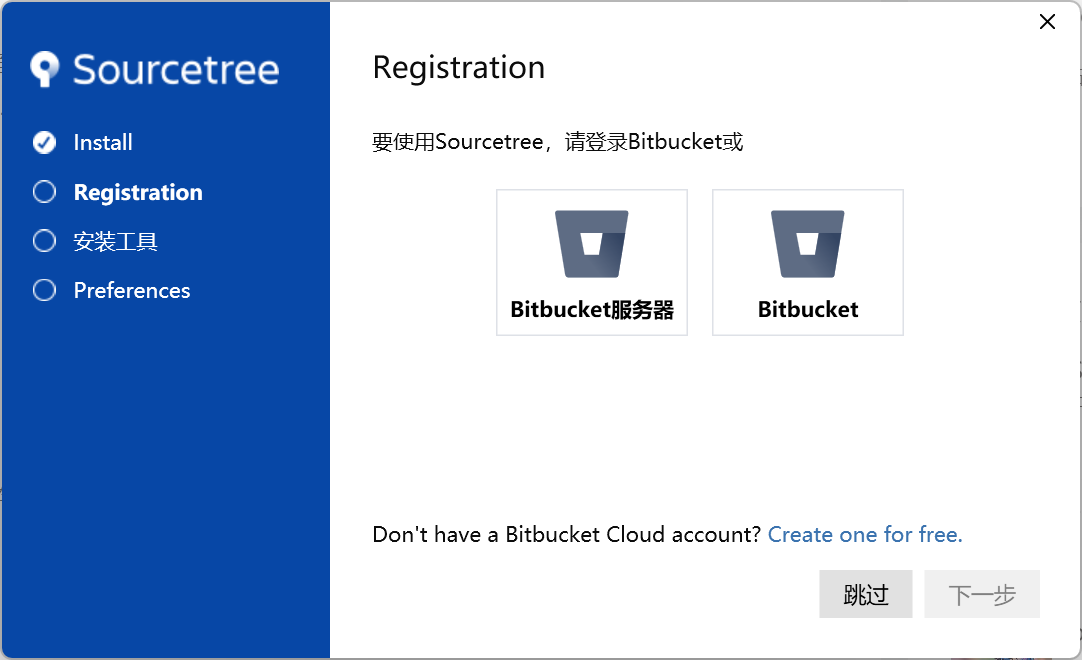 Sourcetree
Install
Registration
安装工具
Preferences
Registration
要使用Sourcetree，请登录Bitbucket或
Bitbucket服务器
Bitbucket
Don't have a Bitbucket Cloud account? Create one for free.
跳过
下一步